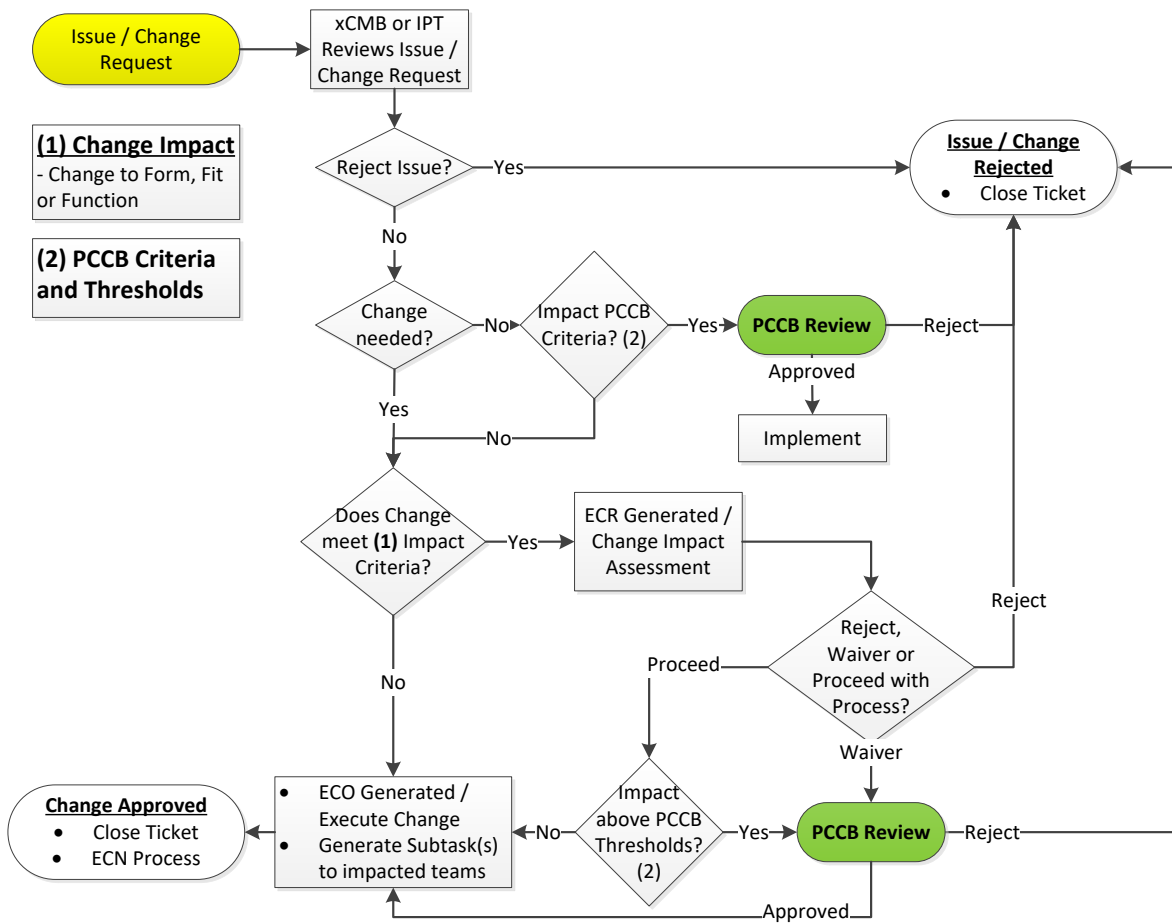 Issue / Change
Request
xCMB or IPT
Reviews Issue /
Change Request
(1) Change Impact
- Change to Form, Fit
or Function
(2) PCCB Criteria
and Thresholds
Reject Issue?
Yes
Issue / Change
Rejected
• Close Ticket
No
Change
needed?
No
Impact PCCB
Criteria? (2)
Yes
PCCB Review
Reject
Approved
Implement
Yes
No
Does Change
meet (1) Impact
Criteria?
Yes
ECR Generated /
Change Impact
Assessment
Reject
Reject,
Waiver or
Proceed with
Process?
Proceed
No
Waiver
Change Approved
• Close Ticket
• ECN Process
• ECO Generated /
Execute Change
• Generate Subtask(s)
to impacted teams
No
Impact
above PCCB
Thresholds?
(2)
Yes
PCCB Review
Reject
Approved